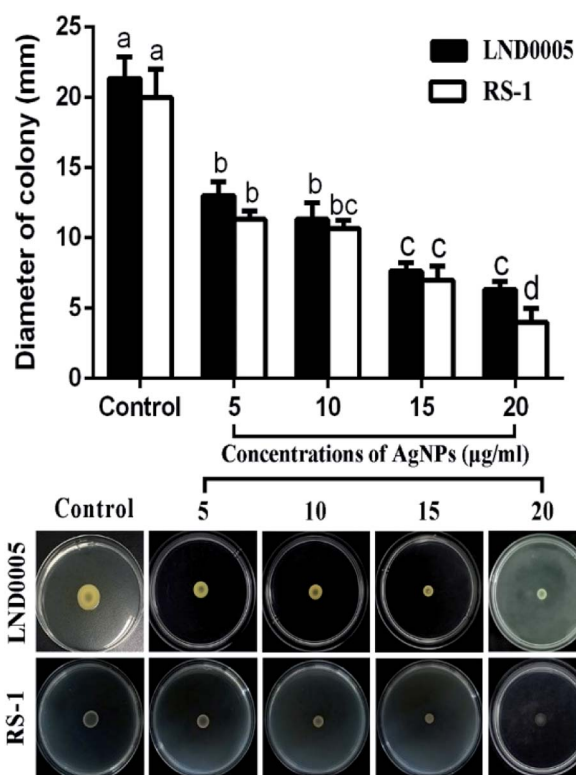 Diameter of colony (mm)
25
20
15
10
5
0
a a
b b
b bc
c c
c d
LND0005
RS-1
Control 5 10 15 20
Concentrations of AgNPs (µg/ml)
Control 5 10 15 20
LND0005
RS-1